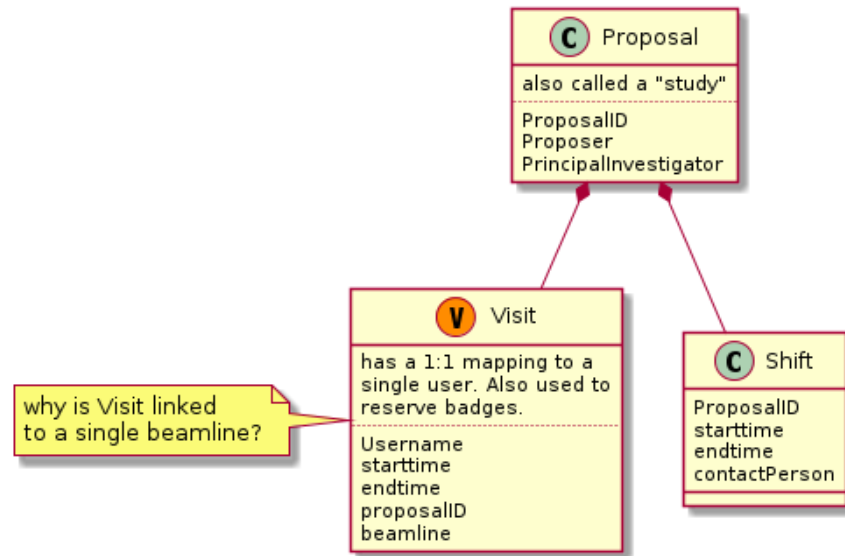 C Proposal
also called a "study"
ProposalID
Proposer
PrincipalInvestigator
V Visit
has a 1:1 mapping to a
single user. Also used to
reserve badges.
Username
starttime
endtime
proposalID
beamline
why is Visit linked
to a single beamline?
C Shift
ProposalID
starttime
endtime
contactPerson